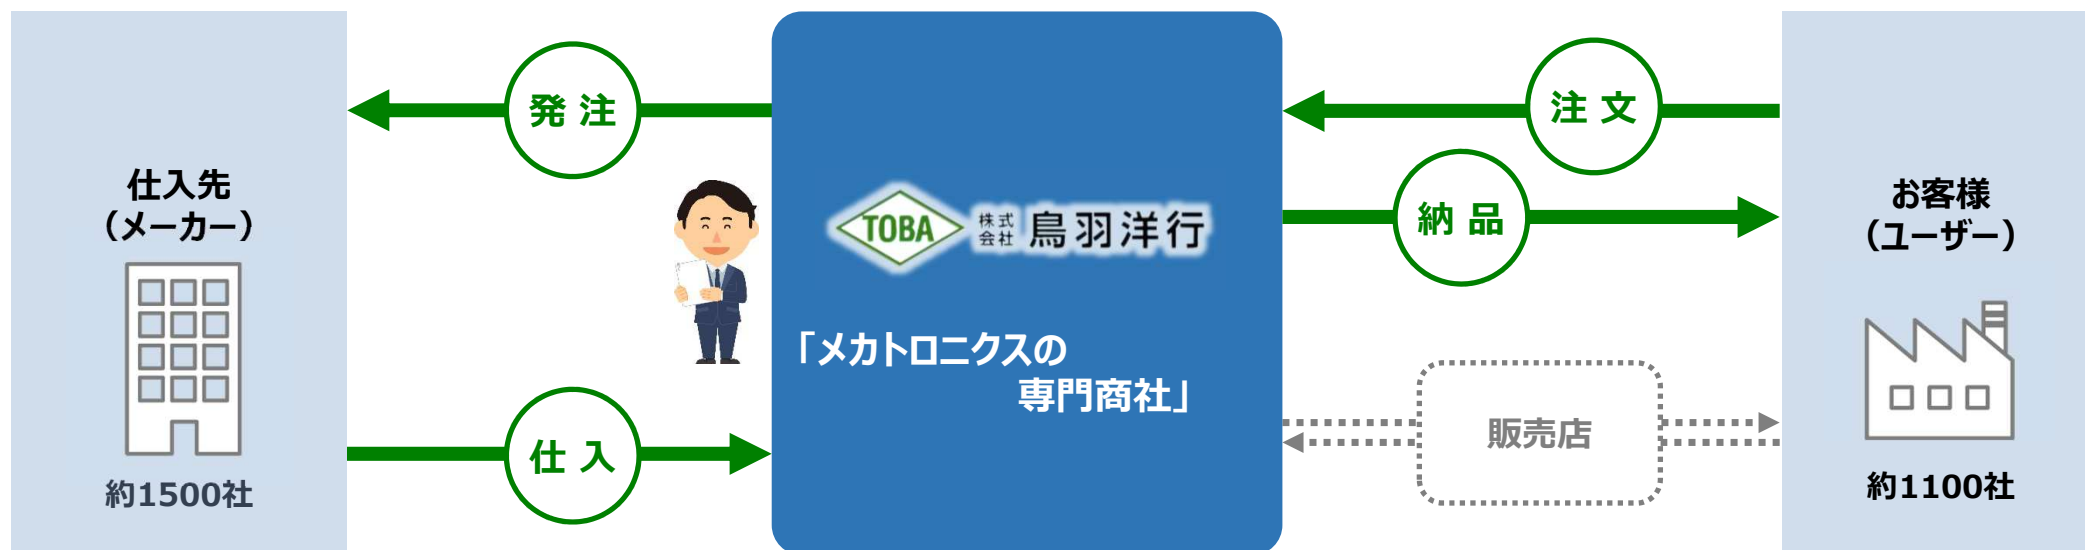 仕入先
（メーカー）
約1500社
発 注
仕 入
TOBA 株式会社 鳥羽洋行
「メカトロニクスの
専門商社」
注 文
納 品
販売店
お客様
（ユーザー）
約1100社